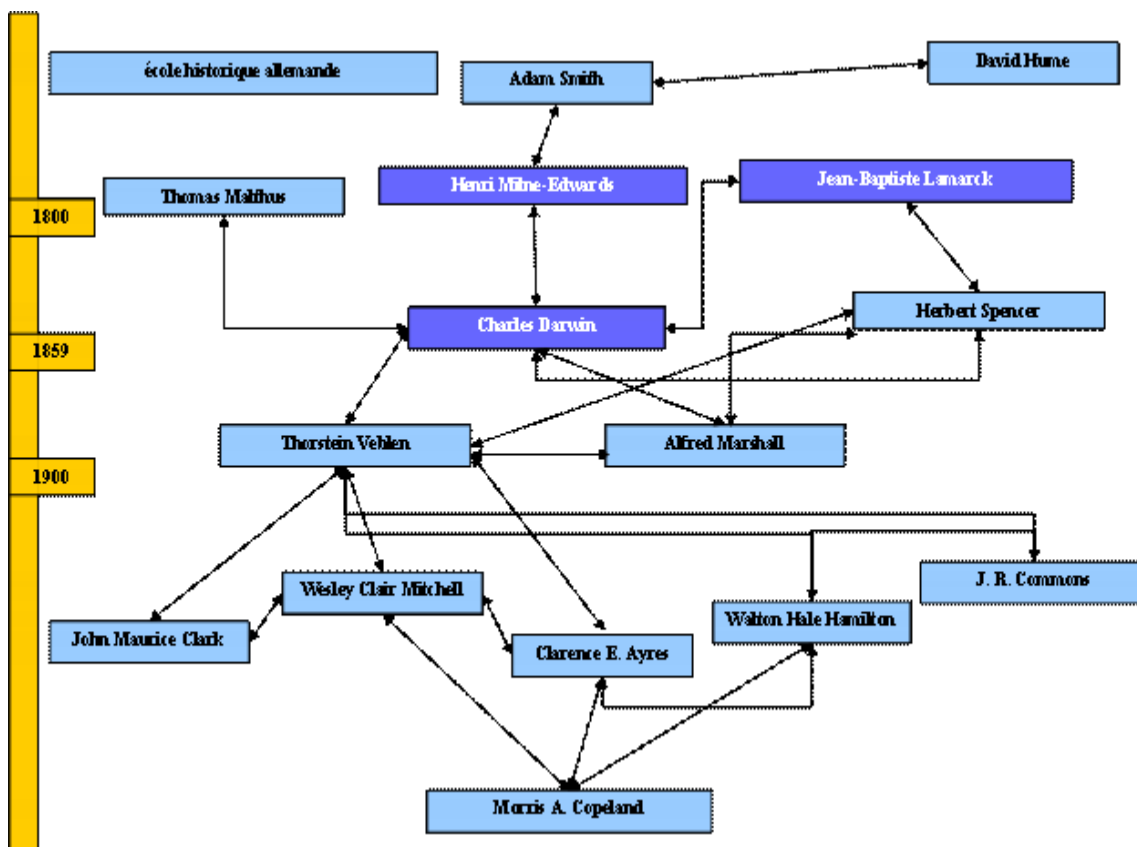 école historique allemande
Adam Smith
David Hume
Henri Milne-Edwards
Jean-Baptiste Lamarck
Thomas Malthus
1800
Herbert Spencer
Charles Darwin
1859
Thorstein Veblen
Alfred Marshall
1900
J. R. Commons
Wesley Clair Mitchell
Walton Hale Hamilton
John Maurice Clark
Clarence E. Ayres
Morris A. Copeland